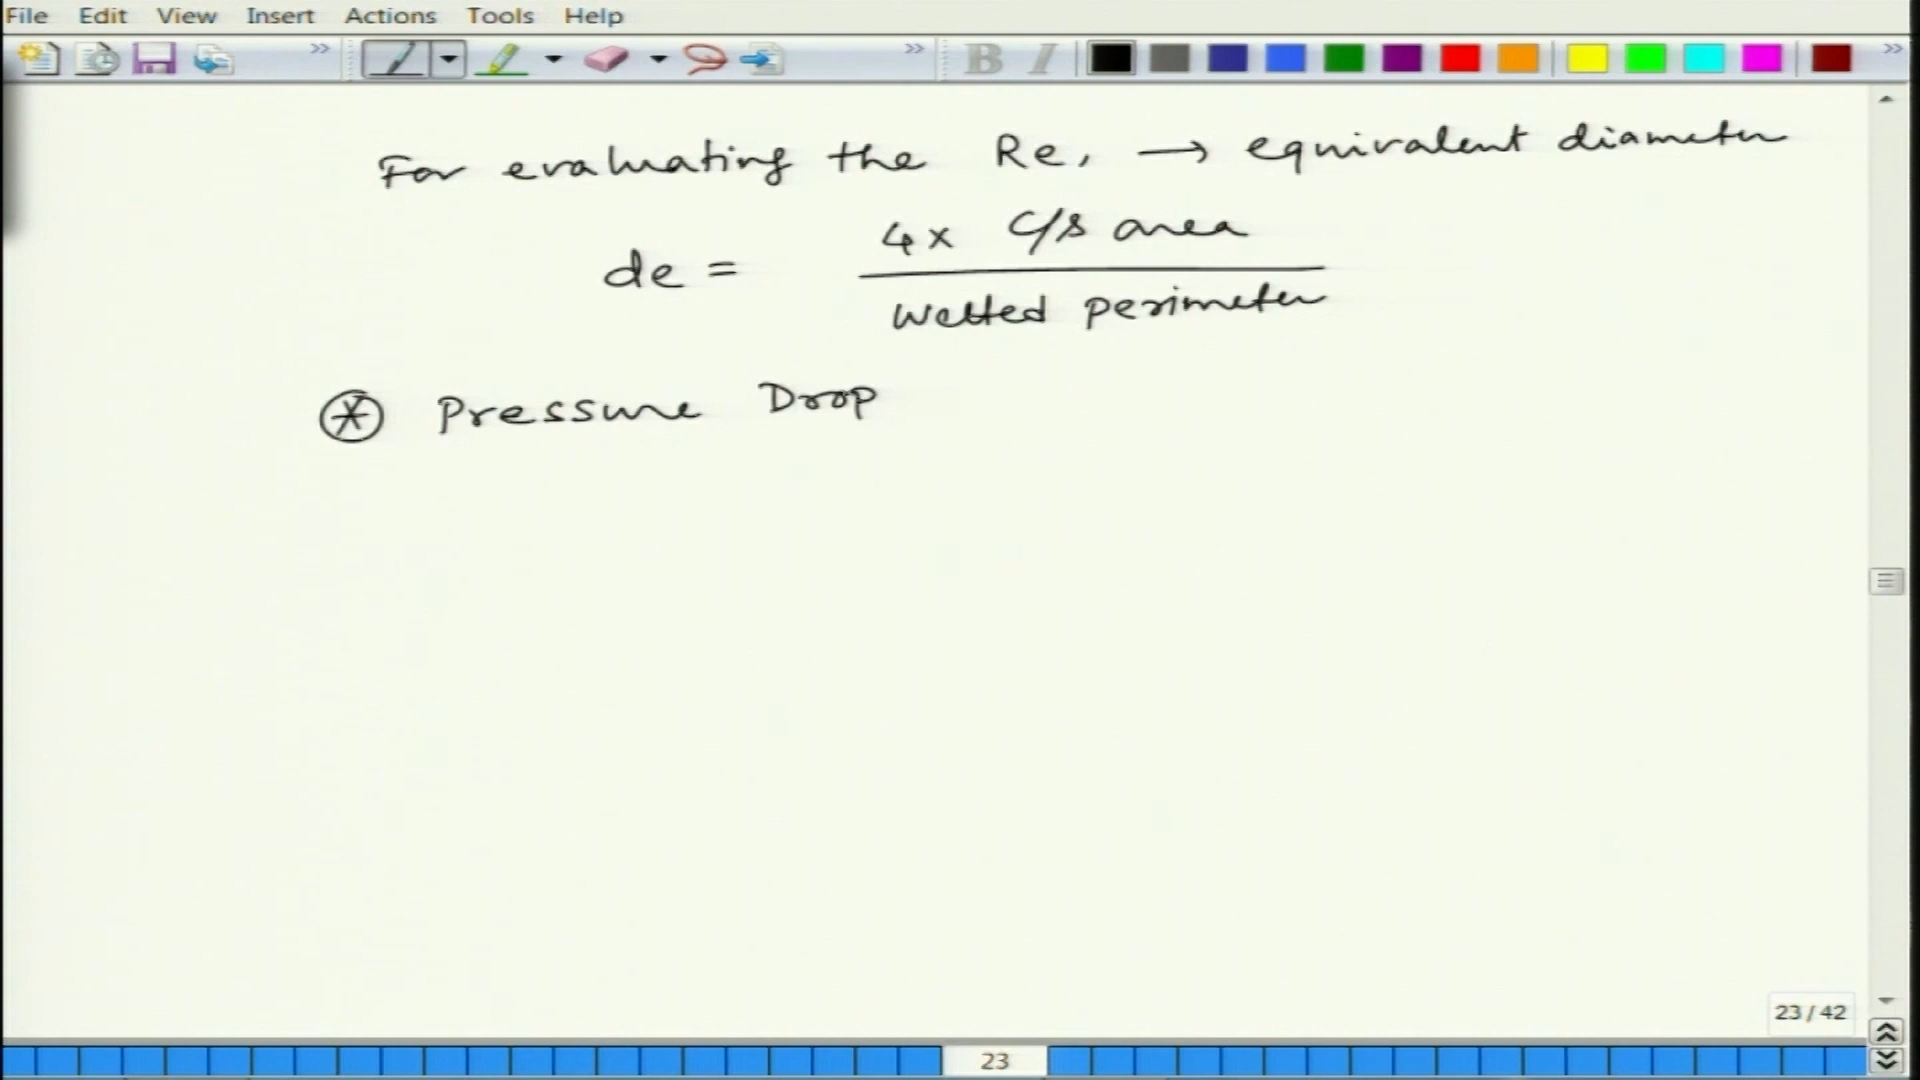 File Edit View Insert Actions Tools Help
B I
For evaluating the Re, → equivalent diameter
de = 4x C/S area
wetted perimeter
⊛ Pressure Drop
23 / 42
23